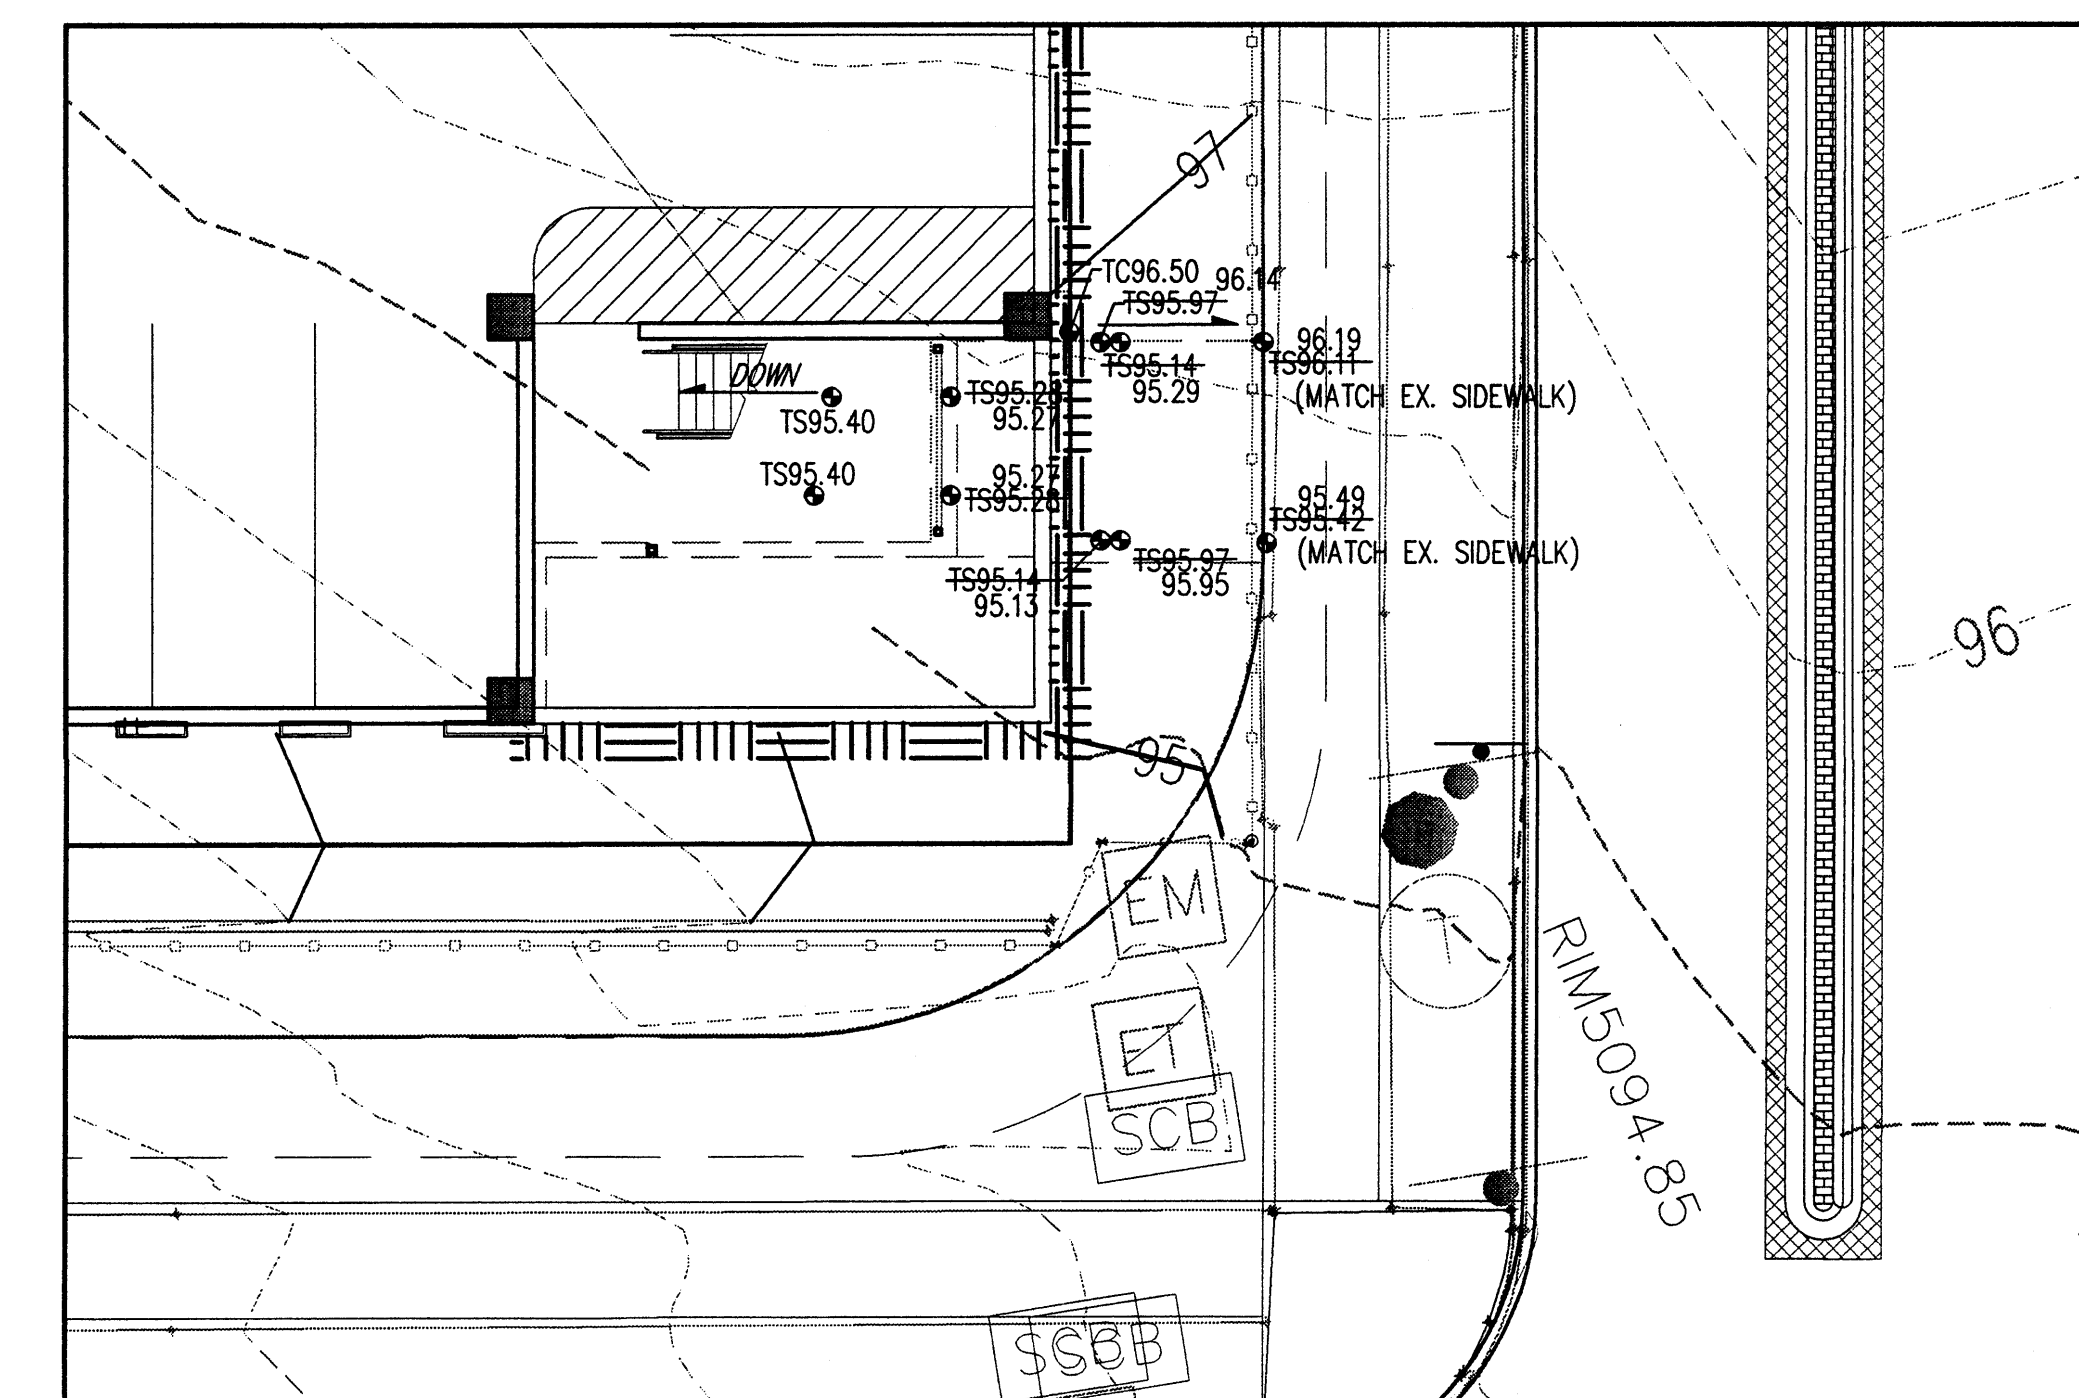 97
TC96.50
96.14
TS95.97
96.19
TS95.14
TS96.11
95.29
(MATCH EX. SIDEWALK)
DOWN
TS95.28
TS95.40
95.27
TS95.40
95.27
TS95.28
95.49
TS95.42
(MATCH EX. SIDEWALK)
TS95.97
TS95.14
95.95
95.13
96
95
EM
RIM5094.85
ET
SCB